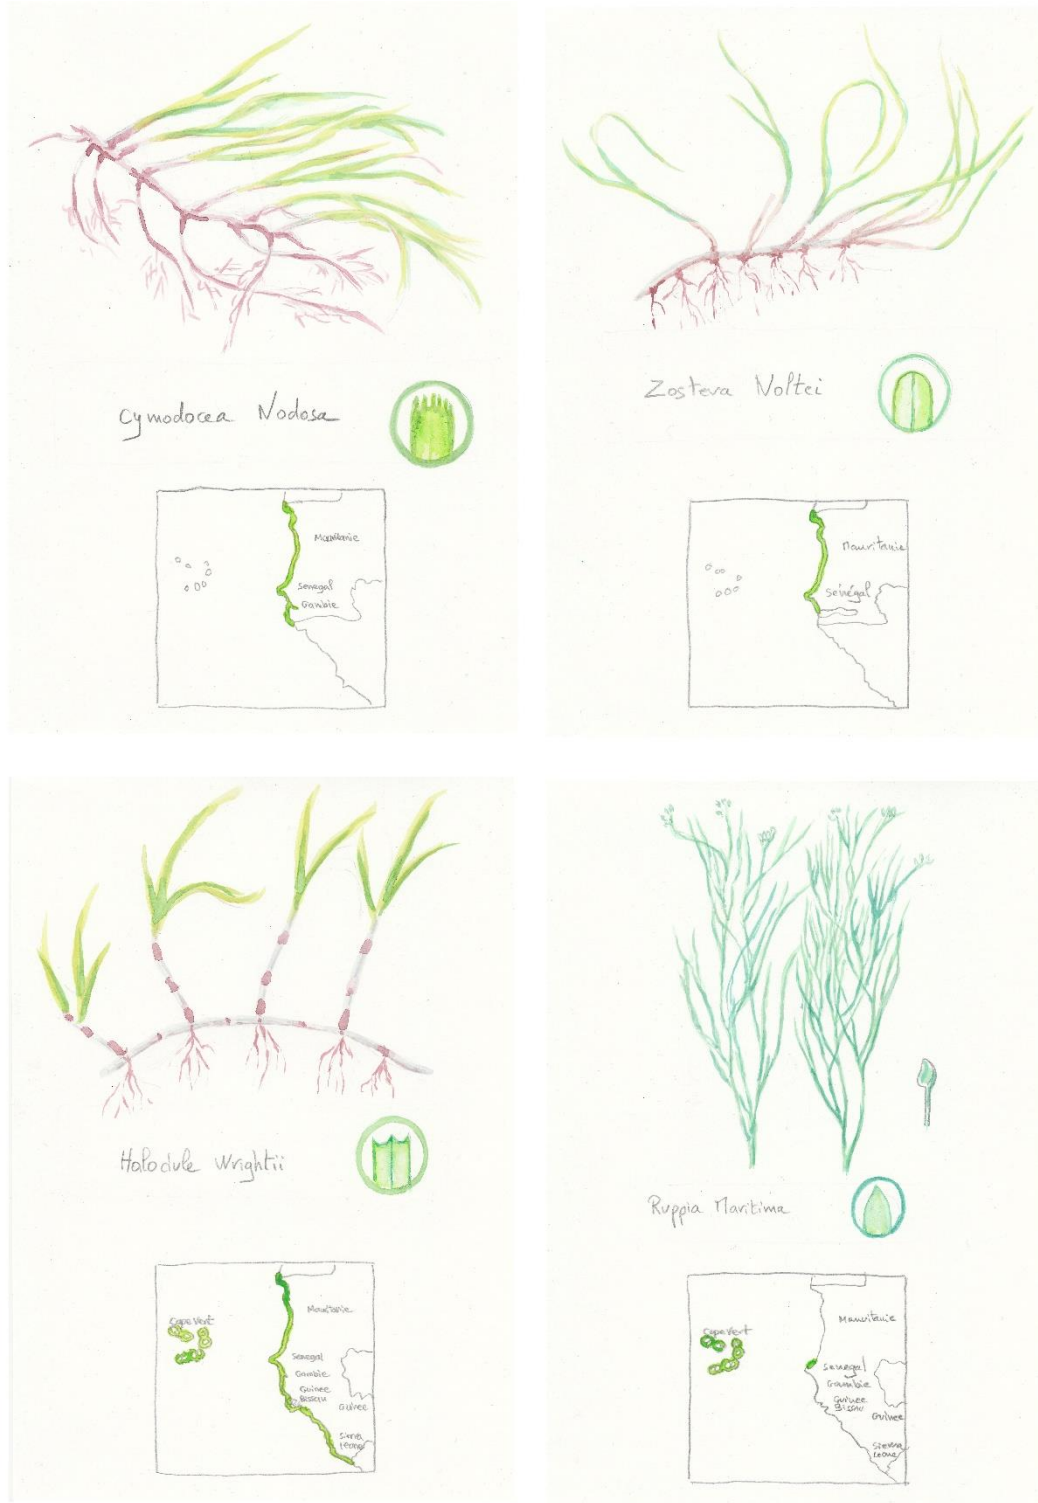 Cymodocea Nodosa
Mauritanie
Senegal
Gambie
Zostera Noltei
Mauritanie
Sénégal
Halodule Wrightii
Cape Vert
Mauritanie
Senegal
Gambie
Guinee
Bissau
Guinee
Sierra
Leone
Ruppia Maritima
Cape Vert
Mauritanie
Senegal
Gambie
Guinee
Bissau
Guinee
Sierra
Leone